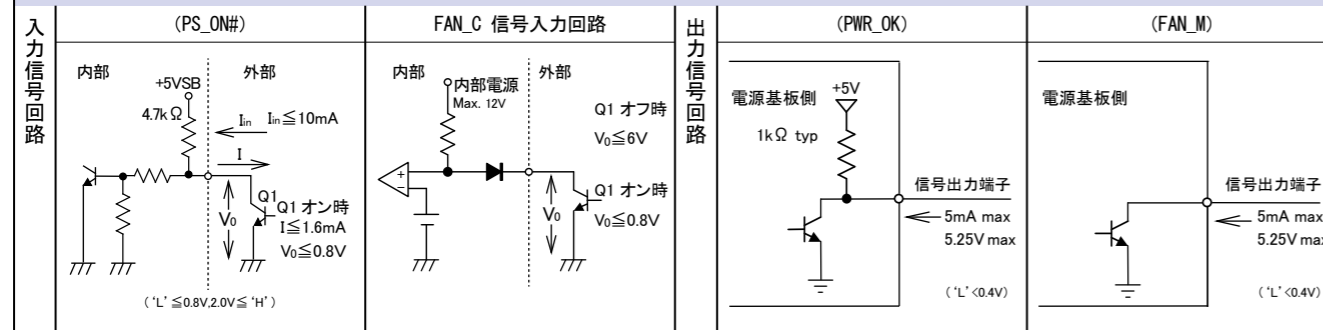 入力信号回路
(PS_ON#)
内部
外部
+5VSB
4.7kΩ
Iin
Iin≦10mA
I
V0
Q1
Q1 オン時
I≦1.6mA
V0≦0.8V
(‘L’≦0.8V,2.0V≦‘H’)
FAN_C 信号入力回路
内部
内部電源
Max. 12V
外部
Q1 オフ時
V0≦6V
+
−
V0
Q1 オン時
V0≦0.8V
出力信号回路
(PWR_OK)
電源基板側
+5V
1kΩ typ
信号出力端子
5mA max
5.25V max
(‘L’<0.4V)
(FAN_M)
電源基板側
信号出力端子
5mA max
5.25V max
(‘L’<0.4V)